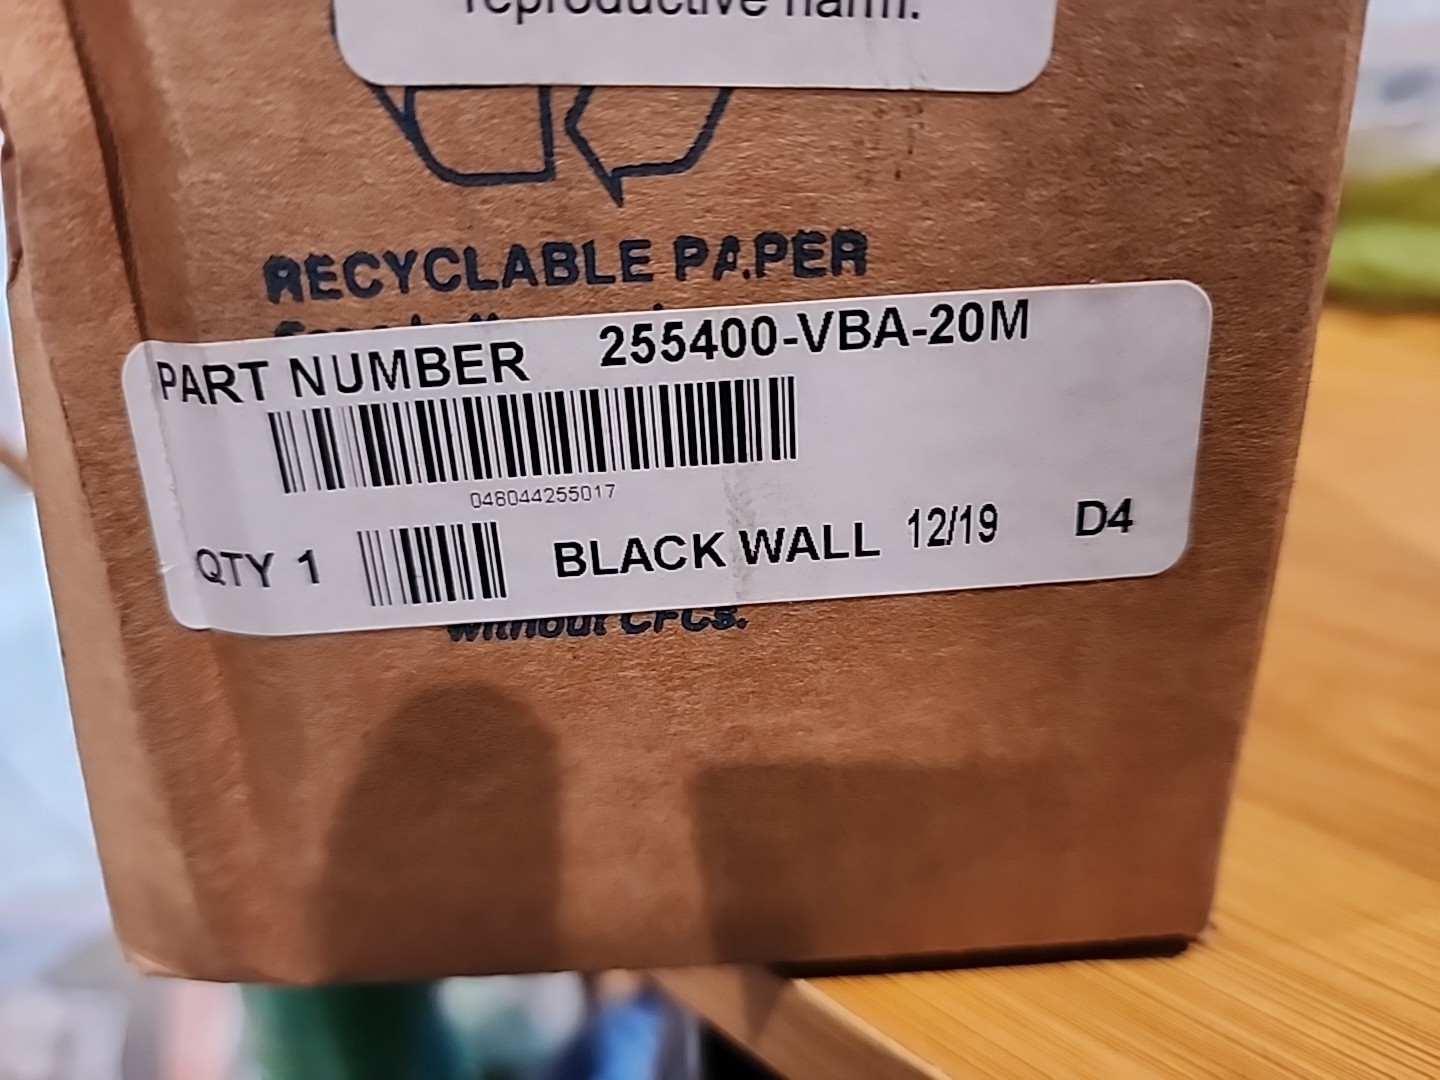 reproductive harm.
RECYCLABLE PAPER
PART NUMBER 255400-VBA-20M
048044255017
QTY 1 BLACK WALL 12/19 D4
without CFCs.